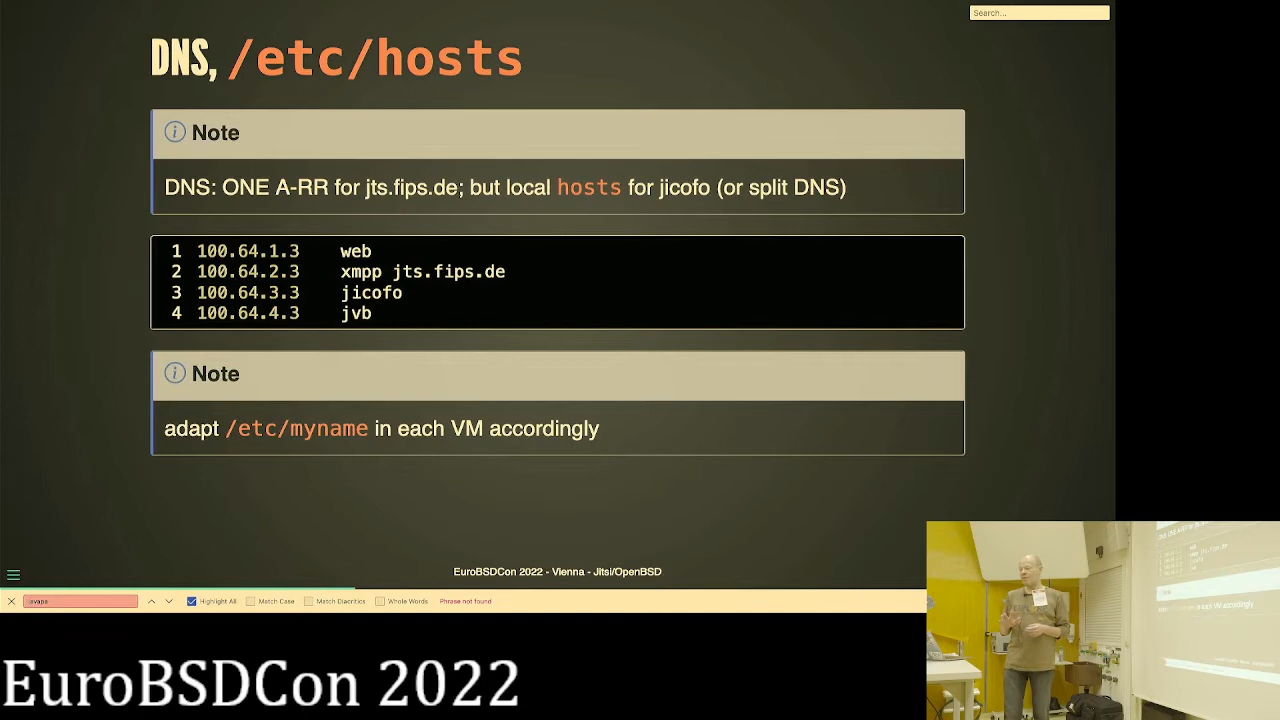 Search...
DNS, /etc/hosts
Note
DNS: ONE A-RR for jts.fips.de; but local hosts for jicofo (or split DNS)
1 100.64.1.3 web
2 100.64.2.3 xmpp jts.fips.de
3 100.64.3.3 jicofo
4 100.64.4.3 jvb
Note
adapt /etc/myname in each VM accordingly
EuroBSDCon 2022 - Vienna - Jitsi/OpenBSD
Highlight All Match Case Match Diacritics Whole Words Phrase not found
EuroBSDCon 2022